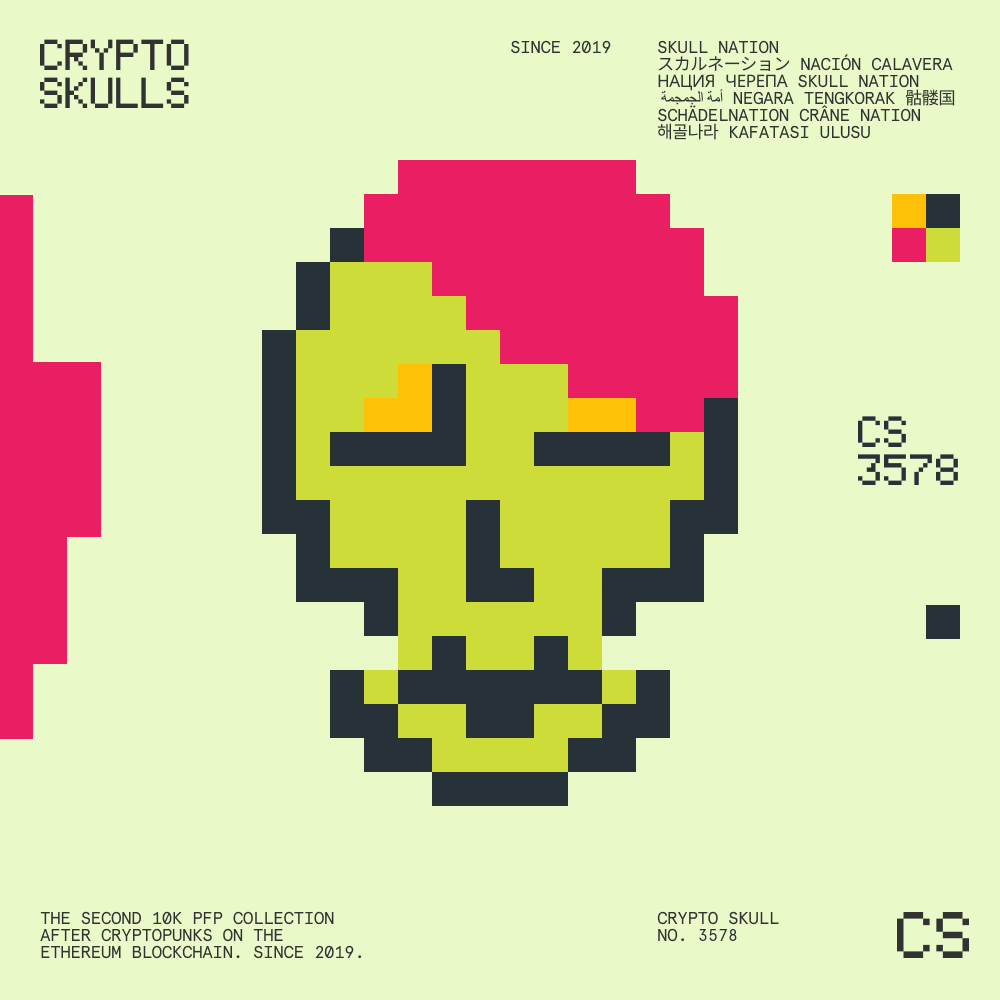 CRYPTO
SKULLS
SINCE 2019
SKULL NATION
スカルネーション NACIÓN CALAVERA
НАЦИЯ ЧЕРЕПА SKULL NATION
أمة الجمجمة NEGARA TENGKORAK 骷髅国
SCHÄDELNATION CRÂNE NATION
해골나라 KAFATASI ULUSU
CS
3578
THE SECOND 10K PFP COLLECTION
AFTER CRYPTOPUNKS ON THE
ETHEREUM BLOCKCHAIN. SINCE 2019.
CRYPTO SKULL
NO. 3578
CS